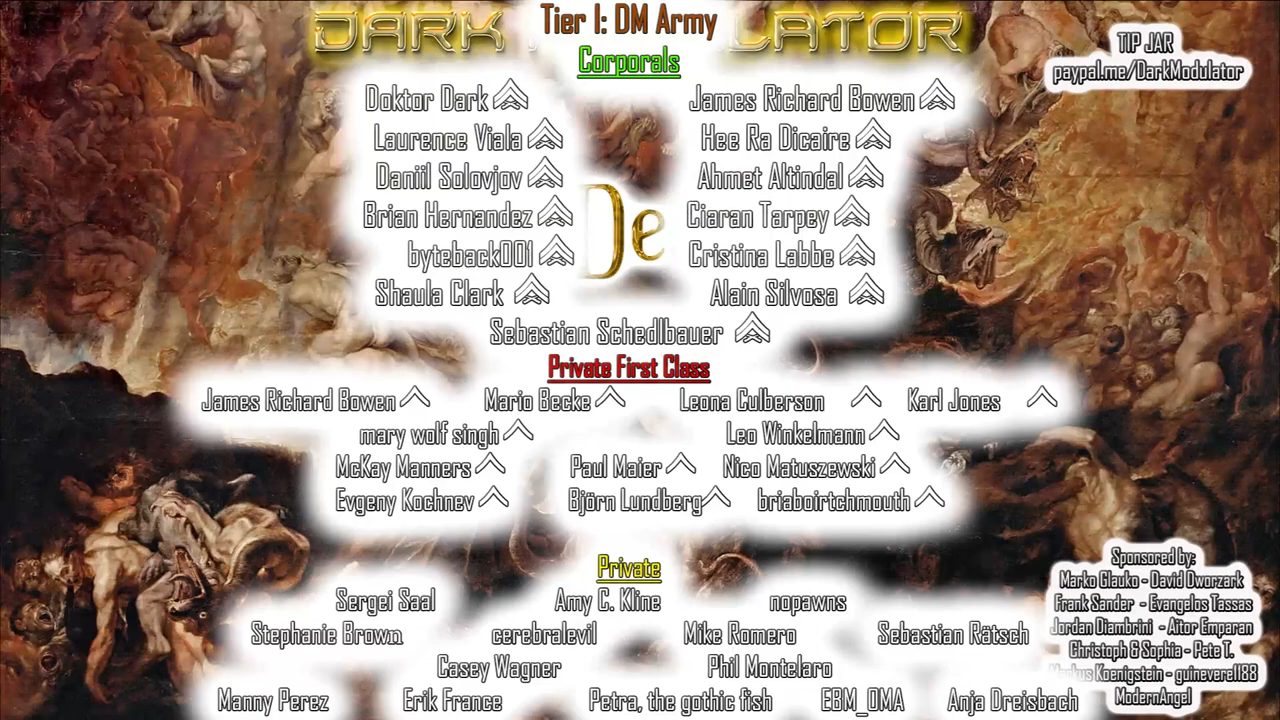 DARK LATOR
Tier I: DM Army
Corporals
TIP JAR
paypal.me/DarkModulator
Doktor Dark James Richard Bowen
Laurence Viala Hee Ra Dicaire
Daniil Solovjov Ahmet Altindal
Brian Hernandez De Ciaran Tarpey
byteback001 Cristina Labbe
Shaula Clark Alain Silvosa
Sebastian Schedlbauer
Private First Class
James Richard Bowen Mario Becke Leona Culberson Karl Jones
mary wolf singh Leo Winkelmann
McKay Manners Paul Maier Nico Matuszewski
Evgeny Kochnev Björn Lundberg briaboirtchmouth
Private
Sergei Saal Amy C. Kline nopawns
Stephanie Brown cerebralevil Mike Romero Sebastian Rätsch
Casey Wagner Phil Montelaro
Manny Perez Erik France Petra, the gothic fish EBM_OMA Anja Dreisbach
Sponsored by:
Marko Glauko - David Dworzark
Frank Sander - Evangelos Tassas
Jordan Diambrini - Aitor Emparan
Christoph & Sophia - Pete T.
Markus Koenigstein - guinevere1188
ModernAngel